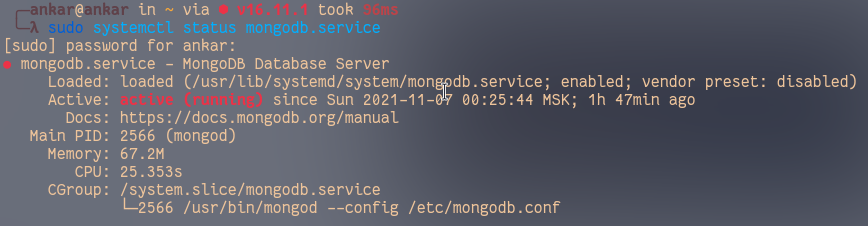 ankar@ankar in ~ via ⬢ v16.11.1 took 96ms
λ sudo systemctl status mongodb.service
[sudo] password for ankar:
● mongodb.service - MongoDB Database Server
Loaded: loaded (/usr/lib/systemd/system/mongodb.service; enabled; vendor preset: disabled)
Active: active (running) since Sun 2021-11-07 00:25:44 MSK; 1h 47min ago
Docs: https://docs.mongodb.org/manual
Main PID: 2566 (mongod)
Memory: 67.2M
CPU: 25.353s
CGroup: /system.slice/mongodb.service
└─2566 /usr/bin/mongod --config /etc/mongodb.conf